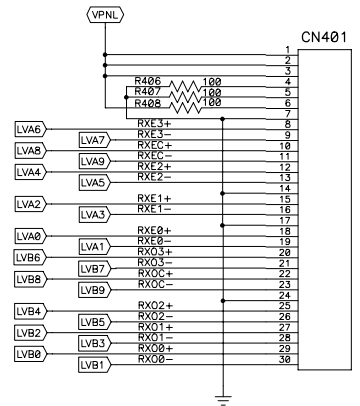 VPNL
CN401
1
2
3
R406 100 4
R407 100 5
R408 100 6
7
LVA6 RXE3+ 8
LVA7 RXE3- 9
LVA8 RXEC+ 10
LVA9 RXEC- 11
LVA4 RXE2+ 12
LVA5 RXE2- 13
14
LVA2 RXE1+ 15
LVA3 RXE1- 16
17
LVA0 RXE0+ 18
LVA1 RXE0- 19
LVB6 RXO3+ 20
LVB7 RXO3- 21
LVB8 RXOC+ 22
LVB9 RXOC- 23
24
LVB4 RXO2+ 25
LVB5 RXO2- 26
LVB2 RXO1+ 27
LVB3 RXO1- 28
LVB0 RXO0+ 29
LVB1 RXO0- 30